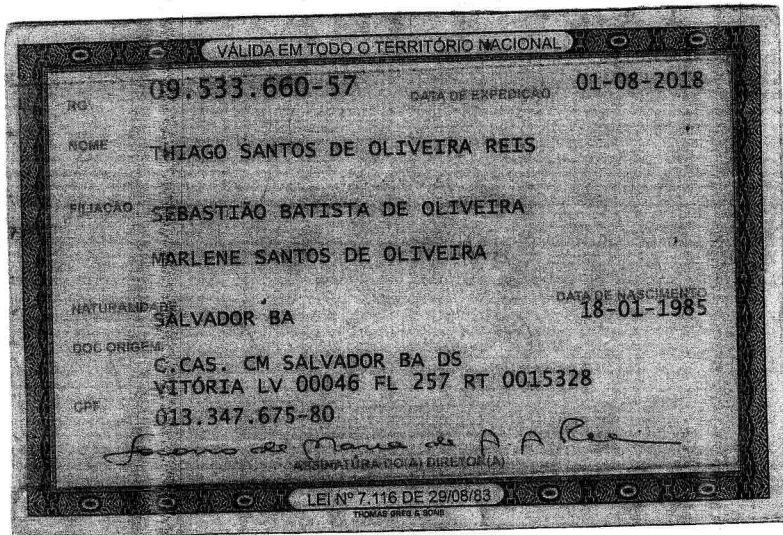 VÁLIDA EM TODO O TERRITÓRIO NACIONAL
RG 09.533.660-57 DATA DE EXPEDIÇÃO 01-08-2018
NOME THIAGO SANTOS DE OLIVEIRA REIS
FILIAÇÃO SEBASTIÃO BATISTA DE OLIVEIRA
MARLENE SANTOS DE OLIVEIRA
NATURALIDADE DATA DE NASCIMENTO
SALVADOR BA 18-01-1985
DOC ORIGEM
C.CAS. CM SALVADOR BA DS
VITÓRIA LV 00046 FL 257 RT 0015328
CPF 013.347.675-80
ASSINATURA DO(A) DIRETOR(A)
LEI Nº 7.116 DE 29/08/83
THOMAS GREG & SONS